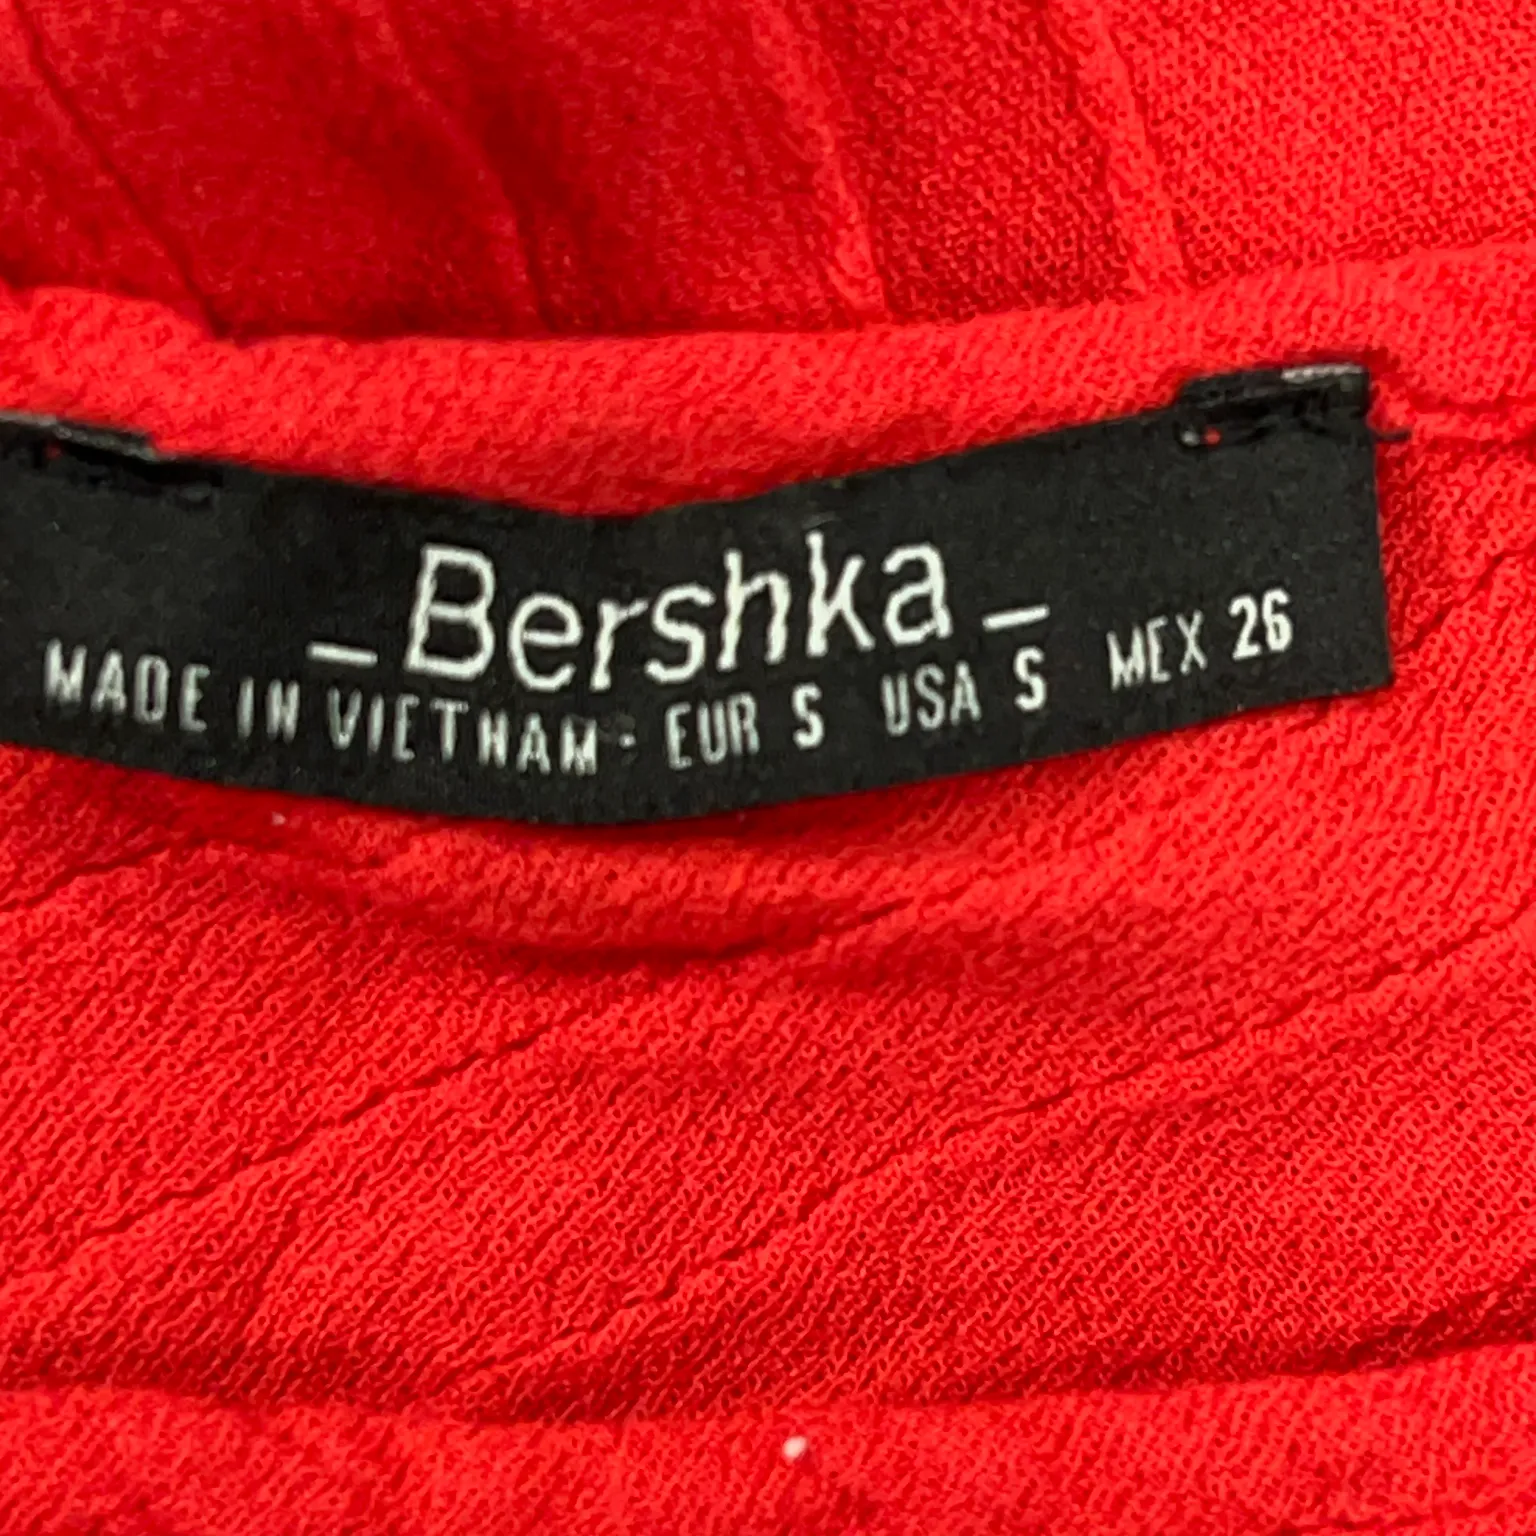 _Bershka_
MADE IN VIETNAM - EUR S USA S MEX 26